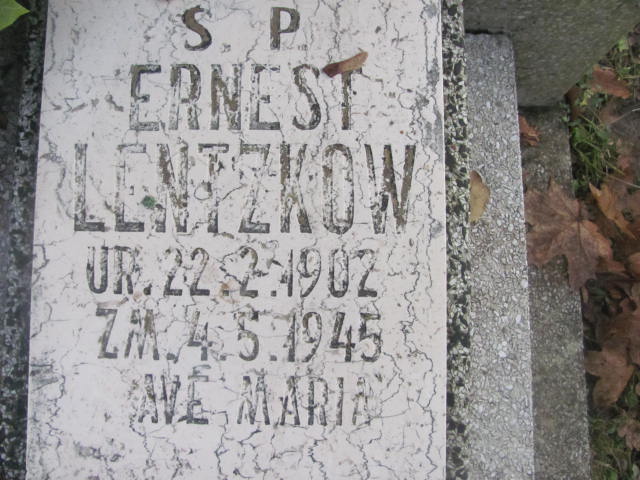 S. P.
ERNEST
LENTZKOW
UR. 22. 2. 1902
ZM. 4. 5. 1945
AVE MARIA